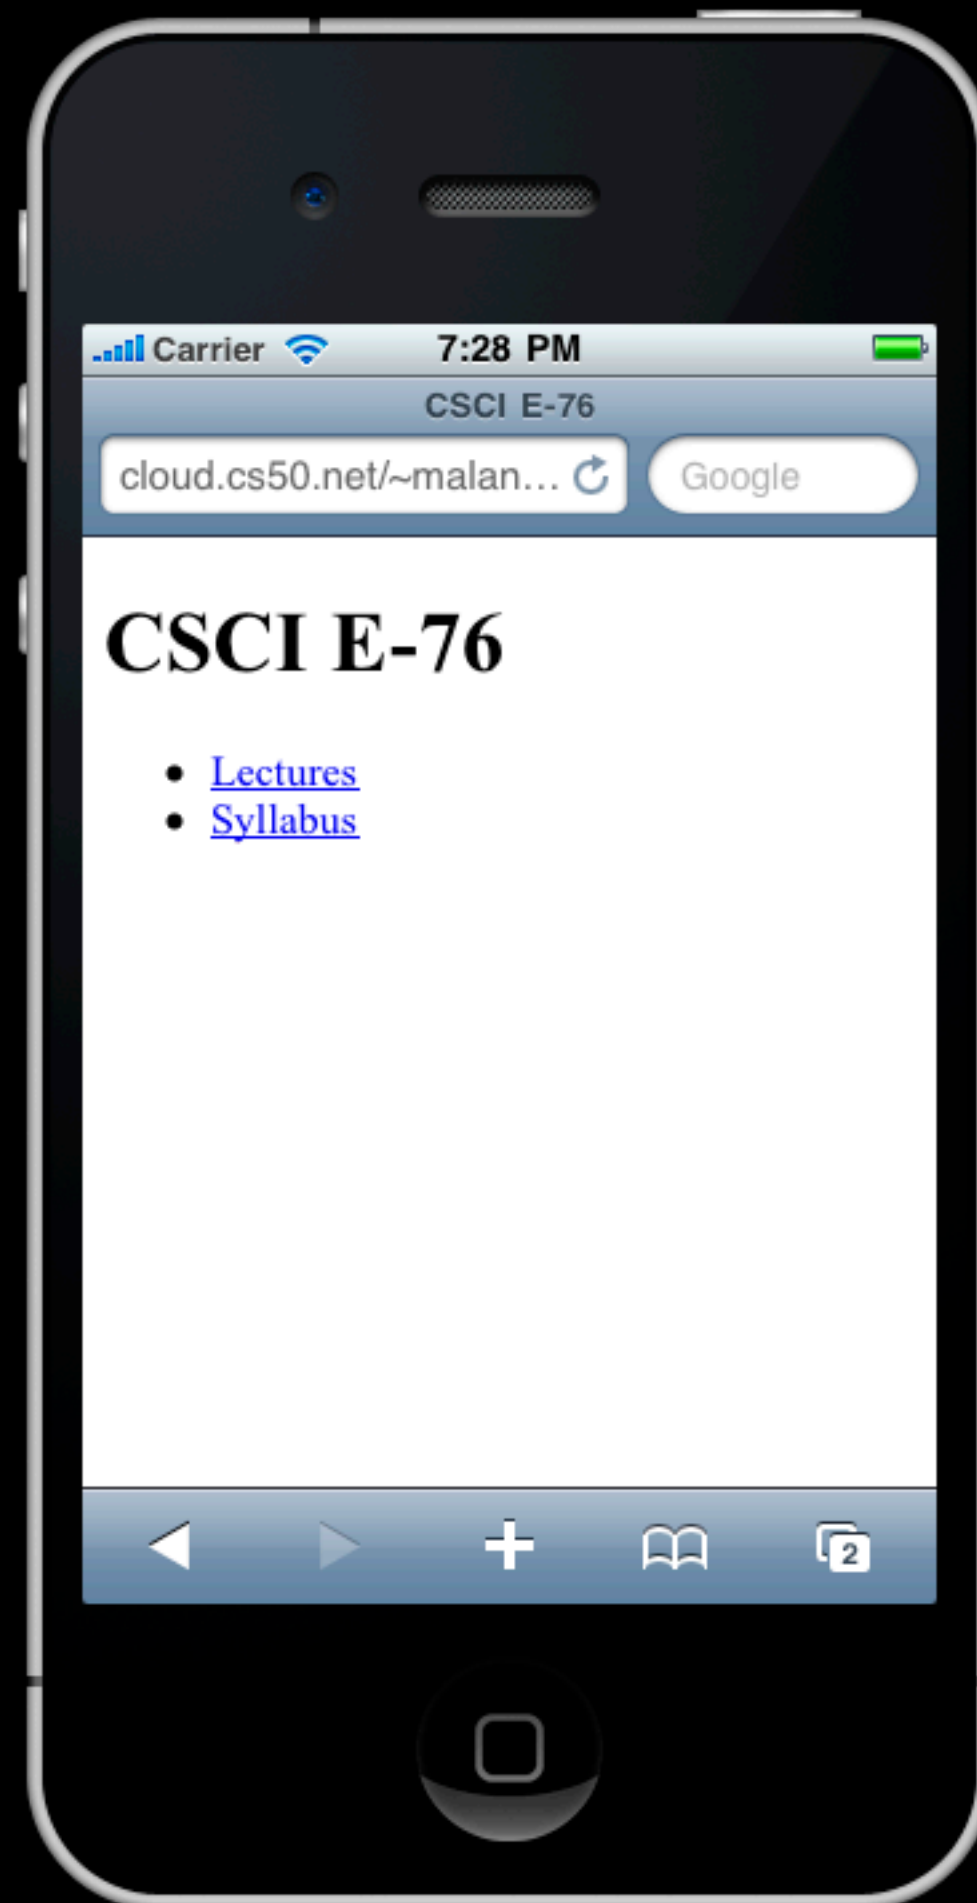 Carrier 7:28 PM
CSCI E-76
cloud.cs50.net/~malan... Google
CSCI E-76
• Lectures
• Syllabus
2